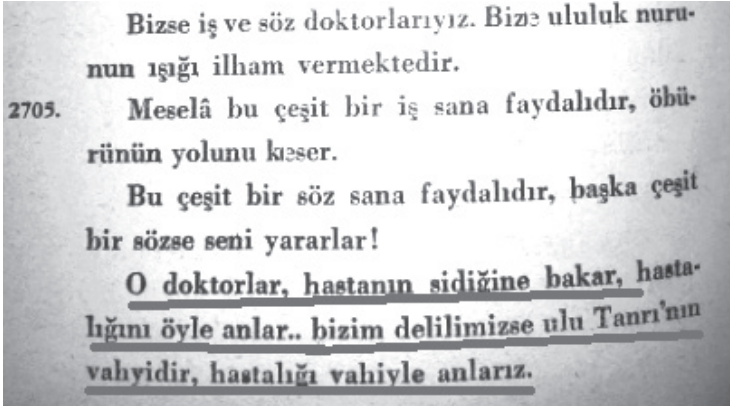 Bizse iş ve söz doktorlarıyız. Bize ululuk nuru-
nun ışığı ilham vermektedir.
2705. Meselâ bu çeşit bir iş sana faydalıdır, öbü-
rünün yolunu keser.
Bu çeşit bir söz sana faydalıdır, başka çeşit
bir sözse seni yararlar!
O doktorlar, hastanın sidiğine bakar, hasta-
lığını öyle anlar.. bizim delilimizse ulu Tanrı'nın
vahyidir, hastalığı vahiyle anlarız.